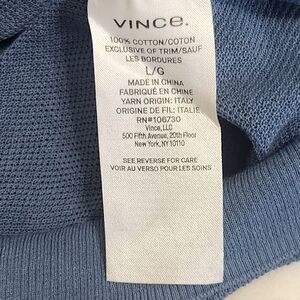 VINCe.
100% COTTON/COTON
EXCLUSIVE OF TRIM/SAUF
LES BORDURES
L/G
MADE IN CHINA
FABRIQUÉ EN CHINE
YARN ORIGIN: ITALY
ORIGINE DE FIL: ITALIE
RN#106730
Vince, LLC
500 Fifth Avenue, 20th Floor
New York, NY 10110
SEE REVERSE FOR CARE
VOIR AU VERSO POUR LES SOINS